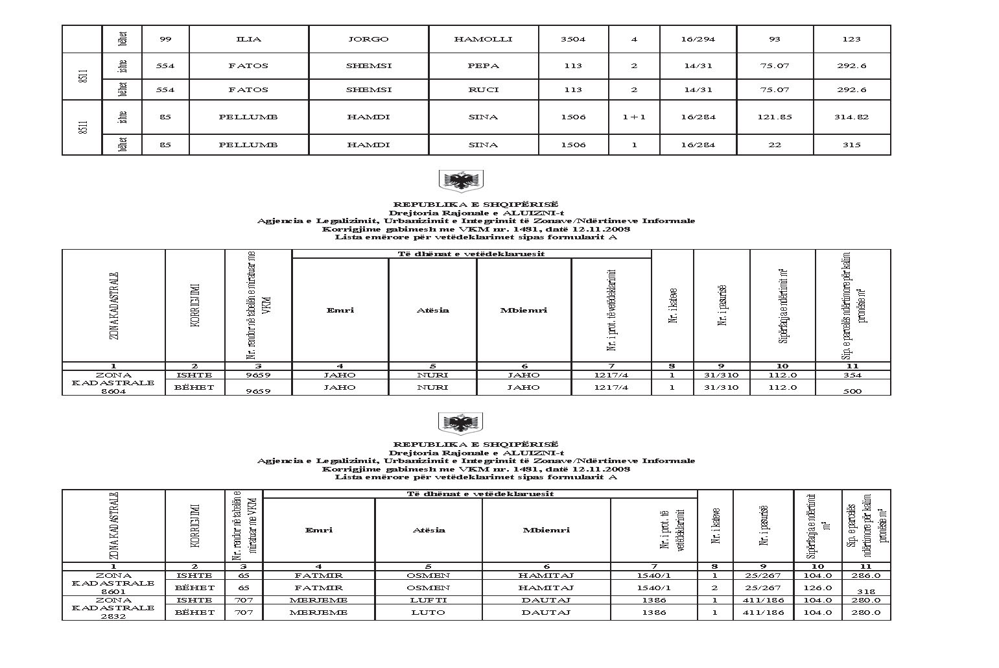 bëhet 99 ILIA JORGO HAMOLLI 3504 4 16/294 93 123
8511 ishte 554 FATOS SHEMSI PEPA 113 2 14/31 75.07 292.6
bëhet 554 FATOS SHEMSI RUCI 113 2 14/31 75.07 292.6
8511 ishte 85 PELLUMB HAMDI SINA 1506 1+1 16/284 121.85 314.82
bëhet 85 PELLUMB HAMDI SINA 1506 1 16/284 22 315
REPUBLIKA E SHQIPËRISË
Drejtoria Rajonale e ALUIZNI-t
Agjencia e Legalizimit, Urbanizimit e Integrimit të Zonave/Ndërtimeve Informale
Korrigjime gabimesh me VKM nr. 1481, datë 12.11.2008
Lista emërore për vetëdeklarimet sipas formularit A
ZONA KADASTRALE
KORRIGJIMI
Nr. rendor në tabelën e miratuar me
VKM
Të dhënat e vetëdeklaruesit
Emri
Atësia
Mbiemri
Nr. i prot. të vetëdeklarimit
Nr. i kateve
Nr. i pasurisë
Sipërfaqja e ndërtimit m²
Sip. e parcelës ndërtimore për kalim
pronësie m²
1 2 3 4 5 6 7 8 9 10 11
ZONA ISHTE 9659 JAHO NURI JAHO 1217/4 1 31/310 112.0 354
KADASTRALE BËHET JAHO NURI JAHO 1217/4 1 31/310 112.0
8604 9659 500
REPUBLIKA E SHQIPËRISË
Drejtoria Rajonale e ALUIZNI-t
Agjencia e Legalizimit, Urbanizimit e Integrimit të Zonave/Ndërtimeve Informale
Korrigjime gabimesh me VKM nr. 1481, datë 12.11.2008
Lista emërore për vetëdeklarimet sipas formularit A
ZONA KADASTRALE
KORRIGJIMI
Nr. rendor në tabelën e
miratuar me VKM
Të dhënat e vetëdeklaruesit
Emri
Atësia
Mbiemri
Nr. i prot. të
vetëdeklarimit
Nr. i kateve
Nr. i pasurisë
Sipërfaqja e ndërtimit
m²
Sip. e parcelës
ndërtimore për kalim
pronësie m²
1 2 3 4 5 6 7 8 9 10 11
ZONA ISHTE 65 FATMIR OSMEN HAMITAJ 1540/1 1 25/267 104.0 286.0
KADASTRALE BËHET 65 FATMIR OSMEN HAMITAJ 1540/1 2 25/267 126.0
8601 318
ZONA ISHTE 707 MERJEME LUFTI DAUTAJ 1386 1 411/186 104.0 280.0
KADASTRALE BËHET 707 MERJEME LUTO DAUTAJ 1386 1 411/186 104.0 280.0
2832